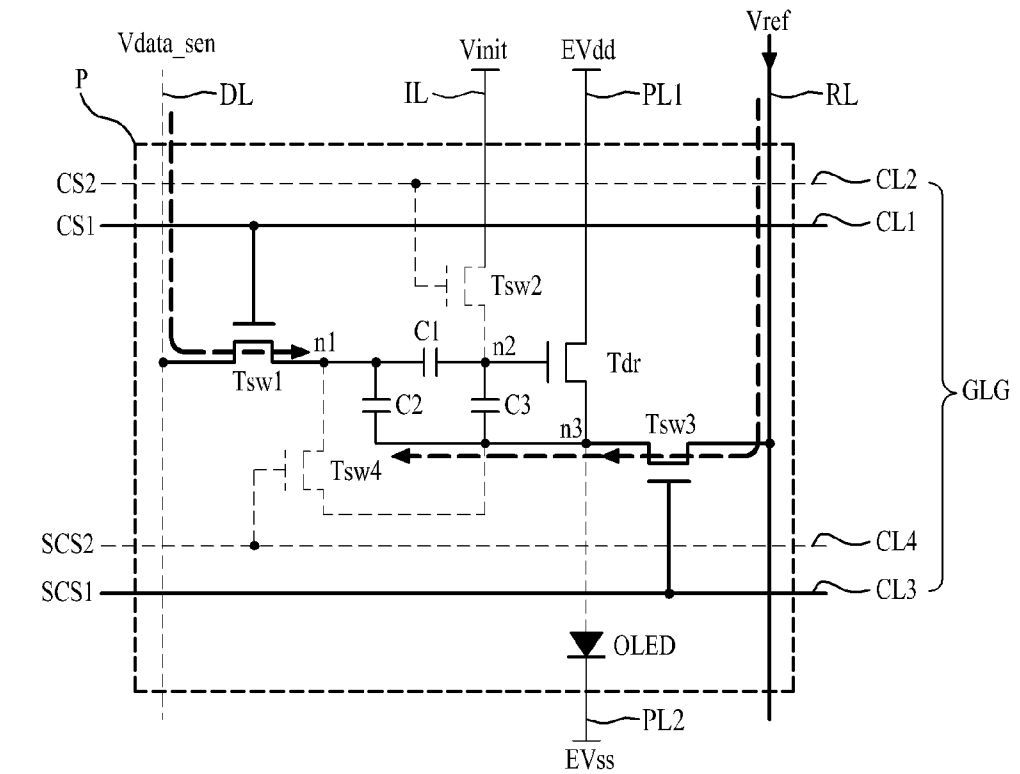 Vref
Vdata_sen
Vinit
EVdd
P
DL
IL
PL1
RL
CS2
CL2
CS1
CL1
Tsw2
C1
n1
n2
Tdr
Tsw1
GLG
C2
C3
Tsw3
n3
Tsw4
SCS2
CL4
SCS1
CL3
OLED
PL2
EVss